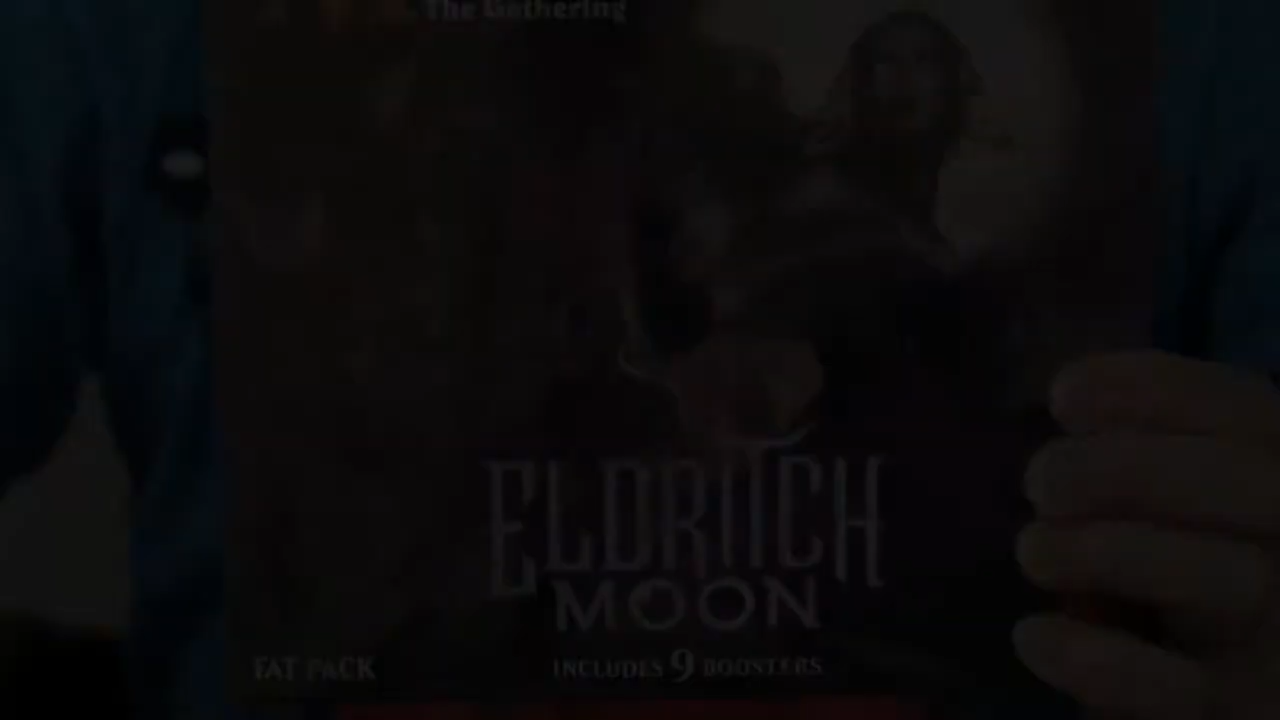 The Gathering
ELDRITCH
MOON
FAT PACK
INCLUDES 9 BOOSTERS